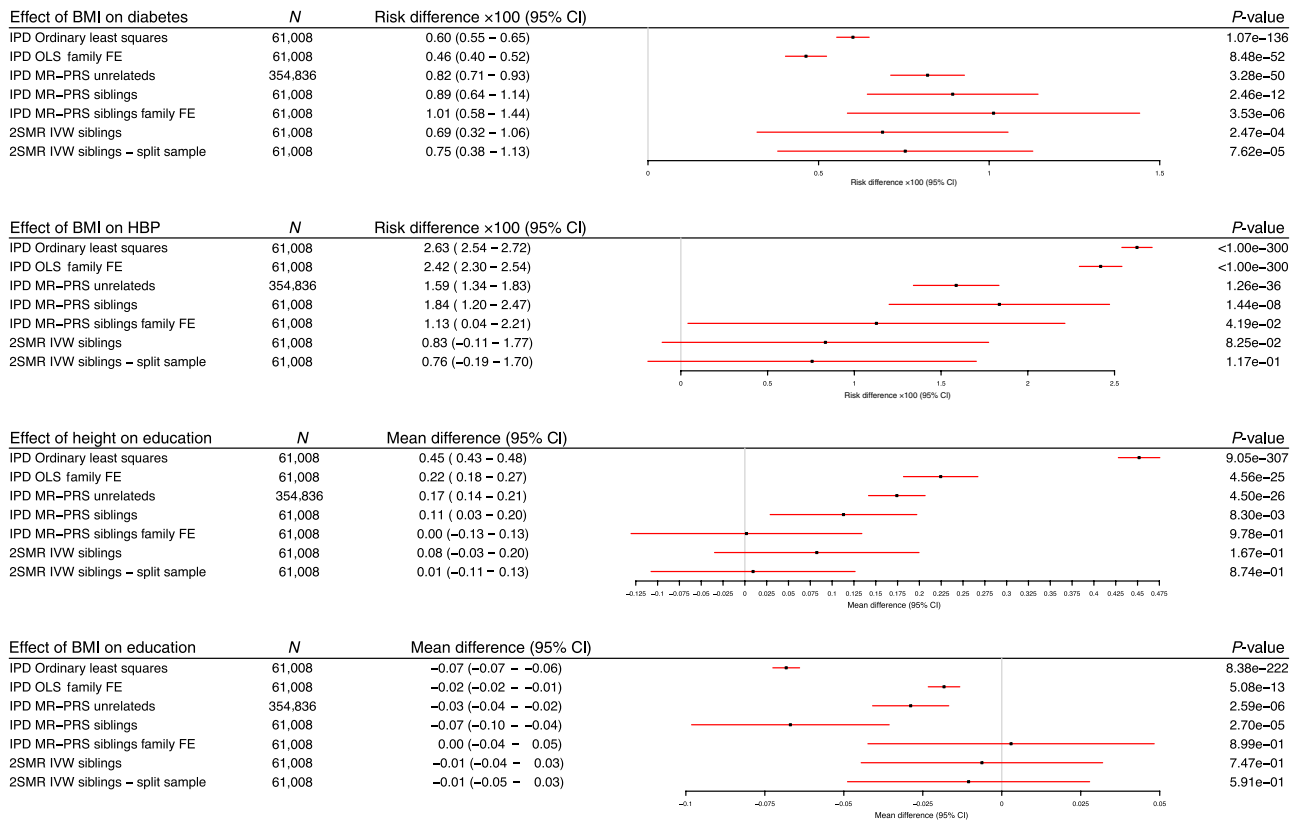 Effect of BMI on diabetes N Risk difference ×100 (95% CI) P-value
IPD Ordinary least squares 61,008 0.60 (0.55 − 0.65) 1.07e−136
IPD OLS family FE 61,008 0.46 (0.40 − 0.52) 8.48e−52
IPD MR−PRS unrelateds 354,836 0.82 (0.71 − 0.93) 3.28e−50
IPD MR−PRS siblings 61,008 0.89 (0.64 − 1.14) 2.46e−12
IPD MR−PRS siblings family FE 61,008 1.01 (0.58 − 1.44) 3.53e−06
2SMR IVW siblings 61,008 0.69 (0.32 − 1.06) 2.47e−04
2SMR IVW siblings − split sample 61,008 0.75 (0.38 − 1.13) 7.62e−05
0 0.5 1 1.5
Risk difference ×100 (95% CI)
Effect of BMI on HBP N Risk difference ×100 (95% CI) P-value
IPD Ordinary least squares 61,008 2.63 ( 2.54 − 2.72) <1.00e−300
IPD OLS family FE 61,008 2.42 ( 2.30 − 2.54) <1.00e−300
IPD MR−PRS unrelateds 354,836 1.59 ( 1.34 − 1.83) 1.26e−36
IPD MR−PRS siblings 61,008 1.84 ( 1.20 − 2.47) 1.44e−08
IPD MR−PRS siblings family FE 61,008 1.13 ( 0.04 − 2.21) 4.19e−02
2SMR IVW siblings 61,008 0.83 (−0.11 − 1.77) 8.25e−02
2SMR IVW siblings − split sample 61,008 0.76 (−0.19 − 1.70) 1.17e−01
0 0.5 1 1.5 2 2.5
Risk difference ×100 (95% CI)
Effect of height on education N Mean difference (95% CI) P-value
IPD Ordinary least squares 61,008 0.45 ( 0.43 − 0.48) 9.05e−307
IPD OLS family FE 61,008 0.22 ( 0.18 − 0.27) 4.56e−25
IPD MR−PRS unrelateds 354,836 0.17 ( 0.14 − 0.21) 4.50e−26
IPD MR−PRS siblings 61,008 0.11 ( 0.03 − 0.20) 8.30e−03
IPD MR−PRS siblings family FE 61,008 0.00 (−0.13 − 0.13) 9.78e−01
2SMR IVW siblings 61,008 0.08 (−0.03 − 0.20) 1.67e−01
2SMR IVW siblings − split sample 61,008 0.01 (−0.11 − 0.13) 8.74e−01
−0.125 −0.1 −0.075 −0.05 −0.025 0 0.025 0.05 0.075 0.1 0.125 0.15 0.175 0.2 0.225 0.25 0.275 0.3 0.325 0.35 0.375 0.4 0.425 0.45 0.475
Mean difference (95% CI)
Effect of BMI on education N Mean difference (95% CI) P-value
IPD Ordinary least squares 61,008 −0.07 (−0.07 − −0.06) 8.38e−222
IPD OLS family FE 61,008 −0.02 (−0.02 − −0.01) 5.08e−13
IPD MR−PRS unrelateds 354,836 −0.03 (−0.04 − −0.02) 2.59e−06
IPD MR−PRS siblings 61,008 −0.07 (−0.10 − −0.04) 2.70e−05
IPD MR−PRS siblings family FE 61,008 0.00 (−0.04 − 0.05) 8.99e−01
2SMR IVW siblings 61,008 −0.01 (−0.04 − 0.03) 7.47e−01
2SMR IVW siblings − split sample 61,008 −0.01 (−0.05 − 0.03) 5.91e−01
−0.1 −0.075 −0.05 −0.025 0 0.025 0.05
Mean difference (95% CI)